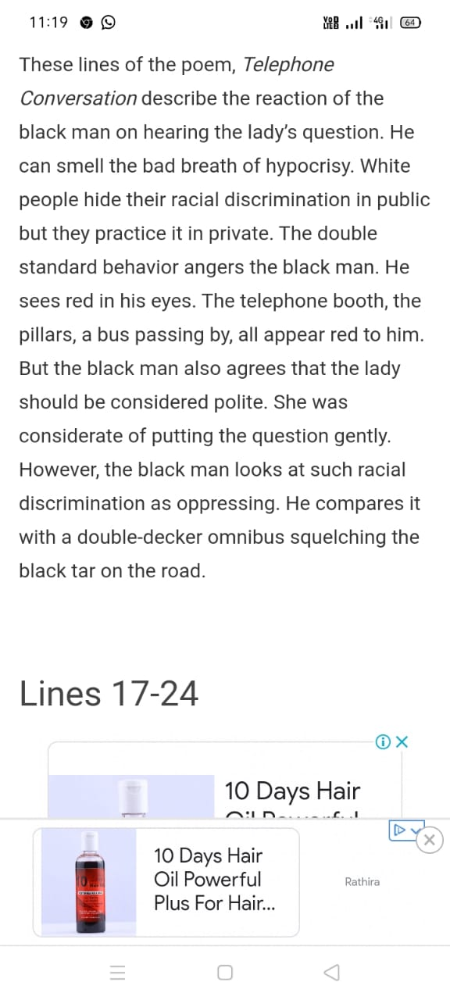 11:19
VoD
LTED
4G
64
These lines of the poem, Telephone
Conversation describe the reaction of the
black man on hearing the lady’s question. He
can smell the bad breath of hypocrisy. White
people hide their racial discrimination in public
but they practice it in private. The double
standard behavior angers the black man. He
sees red in his eyes. The telephone booth, the
pillars, a bus passing by, all appear red to him.
But the black man also agrees that the lady
should be considered polite. She was
considerate of putting the question gently.
However, the black man looks at such racial
discrimination as oppressing. He compares it
with a double-decker omnibus squelching the
black tar on the road.
Lines 17-24
10 Days Hair
10 Days Hair
Oil Powerful
Plus For Hair...
Rathira